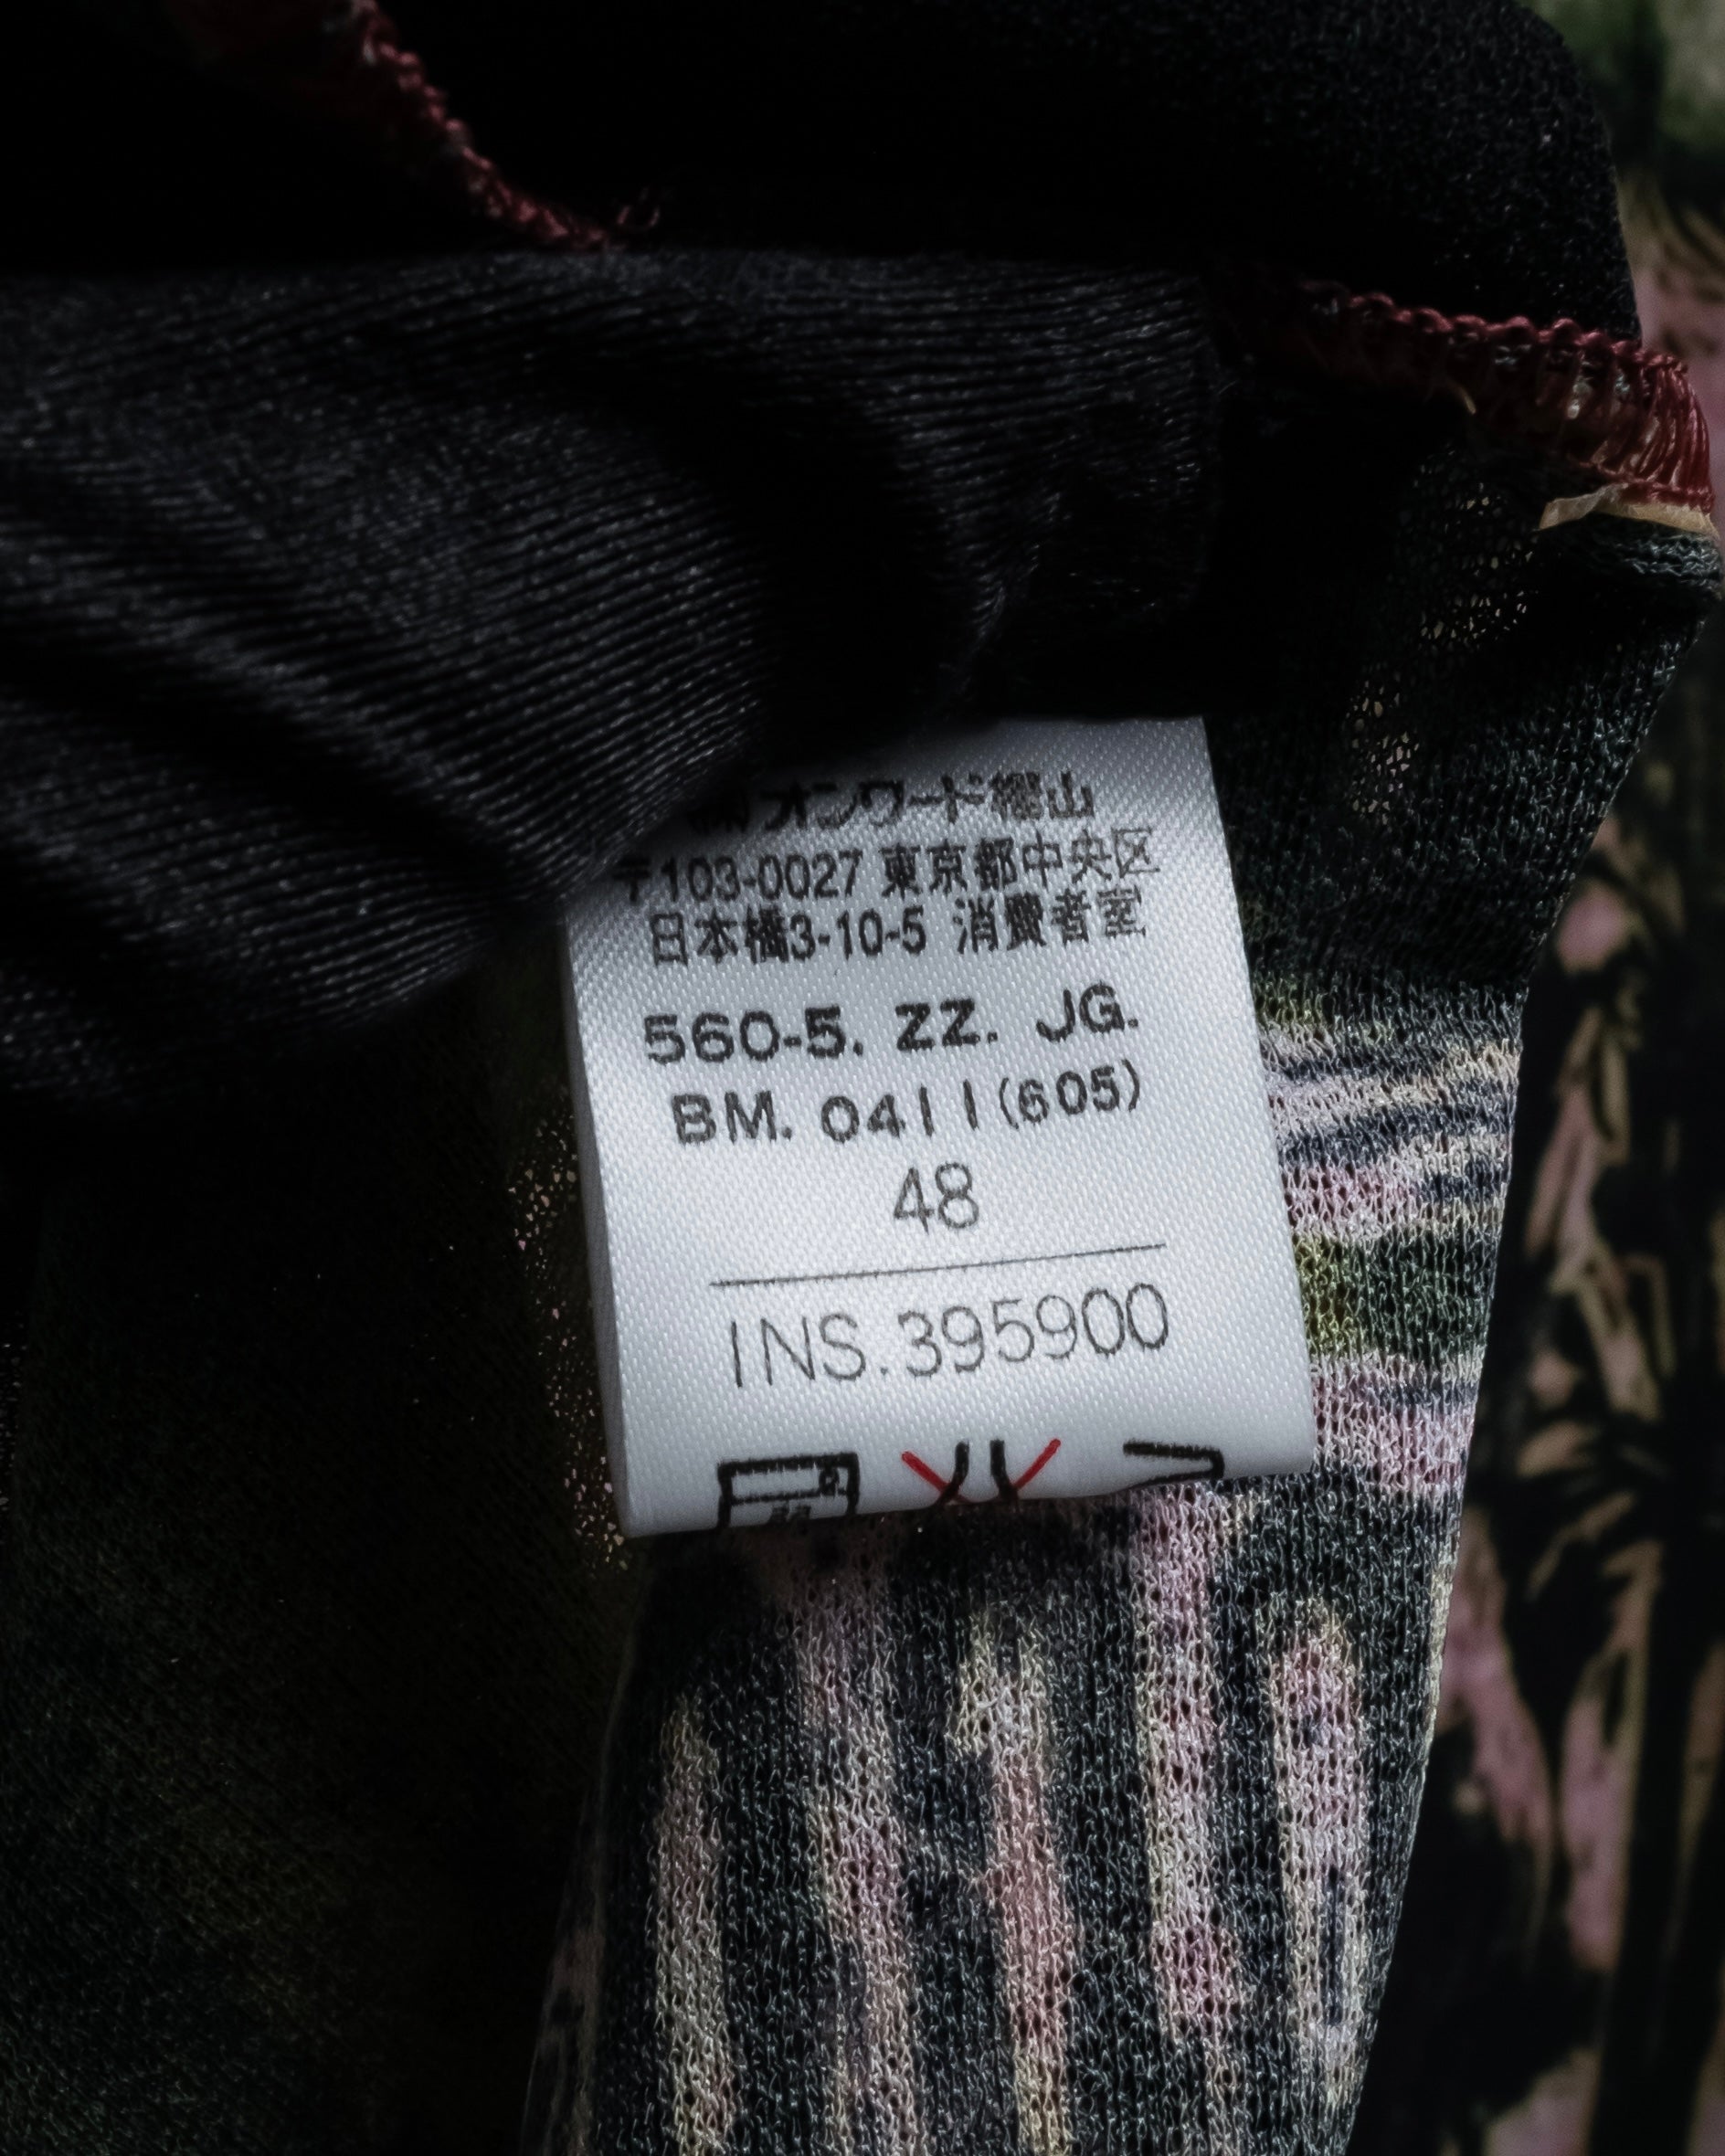 ㈱オンワード樫山
〒103-0027 東京都中央区
日本橋3-10-5 消費者室
560-5. ZZ. JG.
BM. 0411(605)
48
INS.395900